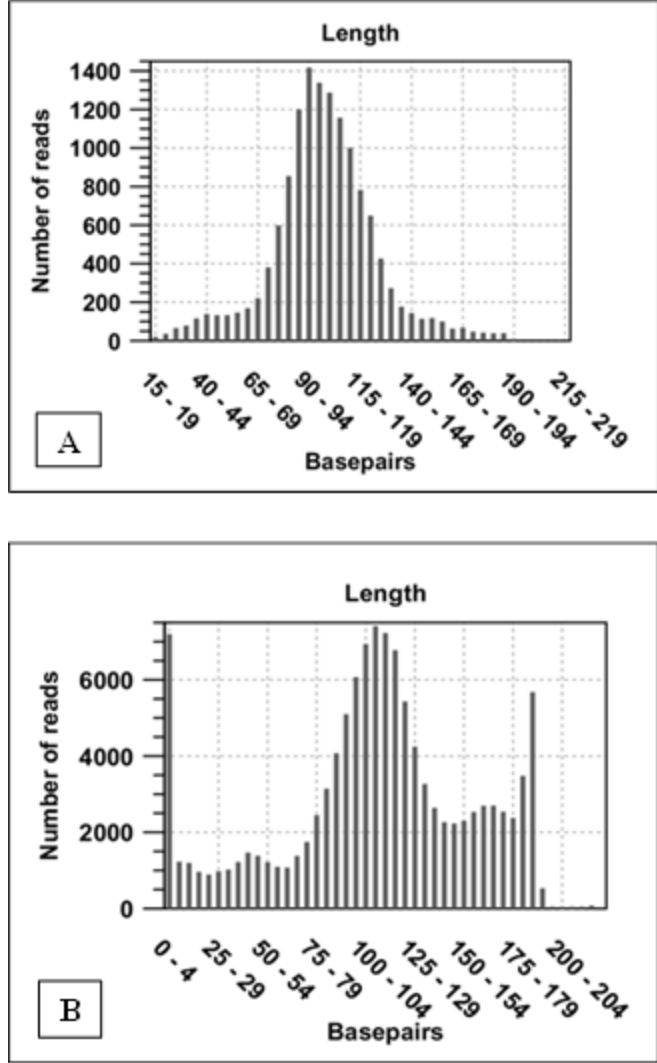 Length
Number of reads
1400
1200
1000
800
600
400
200
0
15 - 19
40 - 44
65 - 69
90 - 94
115 - 119
140 - 144
165 - 169
190 - 194
215 - 219
Basepairs
A
Length
Number of reads
6000
4000
2000
0
0 - 4
25 - 29
50 - 54
75 - 79
100 - 104
125 - 129
150 - 154
175 - 179
200 - 204
Basepairs
B